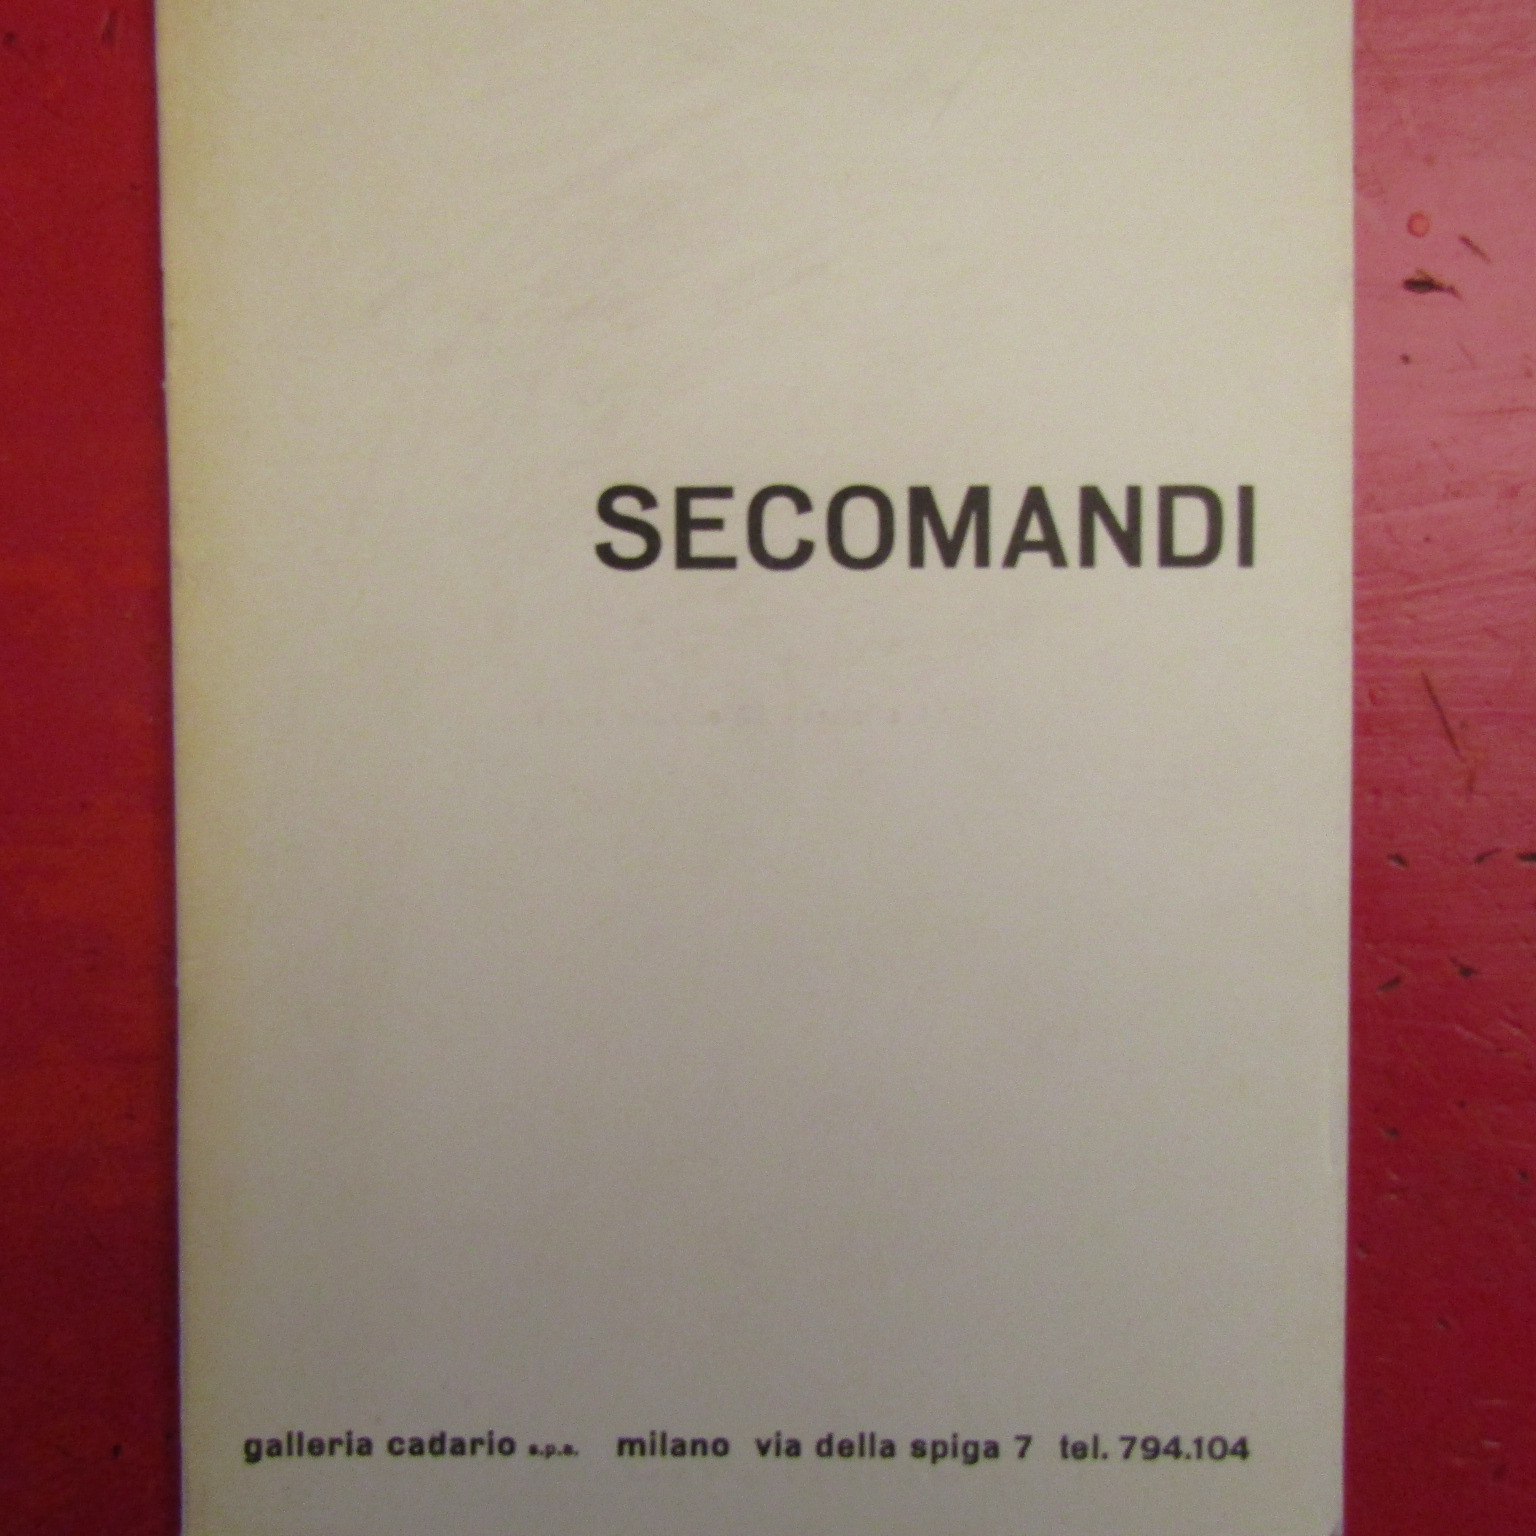 SECOMANDI
galleria cadario s.p.a. milano via della spiga 7 tel. 794.104